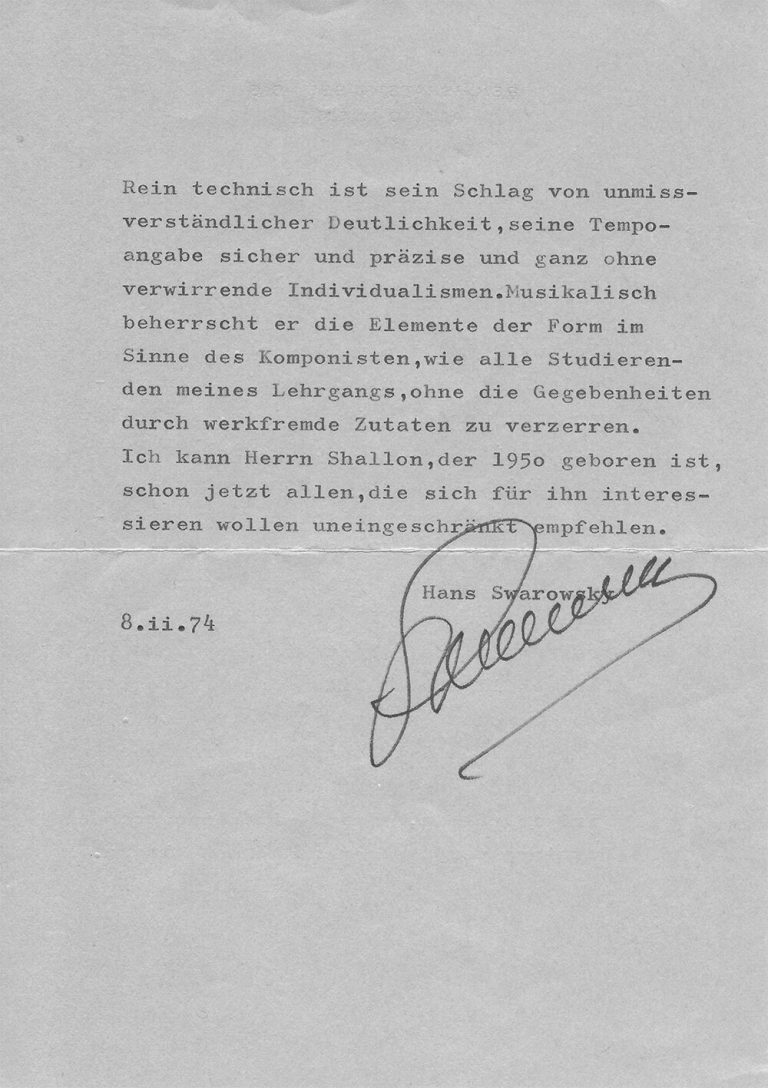 Rein technisch ist sein Schlag von unmiss-
verständlicher Deutlichkeit,seine Tempo-
angabe sicher und präzise und ganz ohne
verwirrende Individualismen.Musikalisch
beherrscht er die Elemente der Form im
Sinne des Komponisten,wie alle Studieren-
den meines Lehrgangs,ohne die Gegebenheiten
durch werkfremde Zutaten zu verzerren.
Ich kann Herrn Shallon,der 195o geboren ist,
schon jetzt allen,die sich für ihn interes-
sieren wollen uneingeschränkt empfehlen.
Hans Swarowsky
8.ii.74